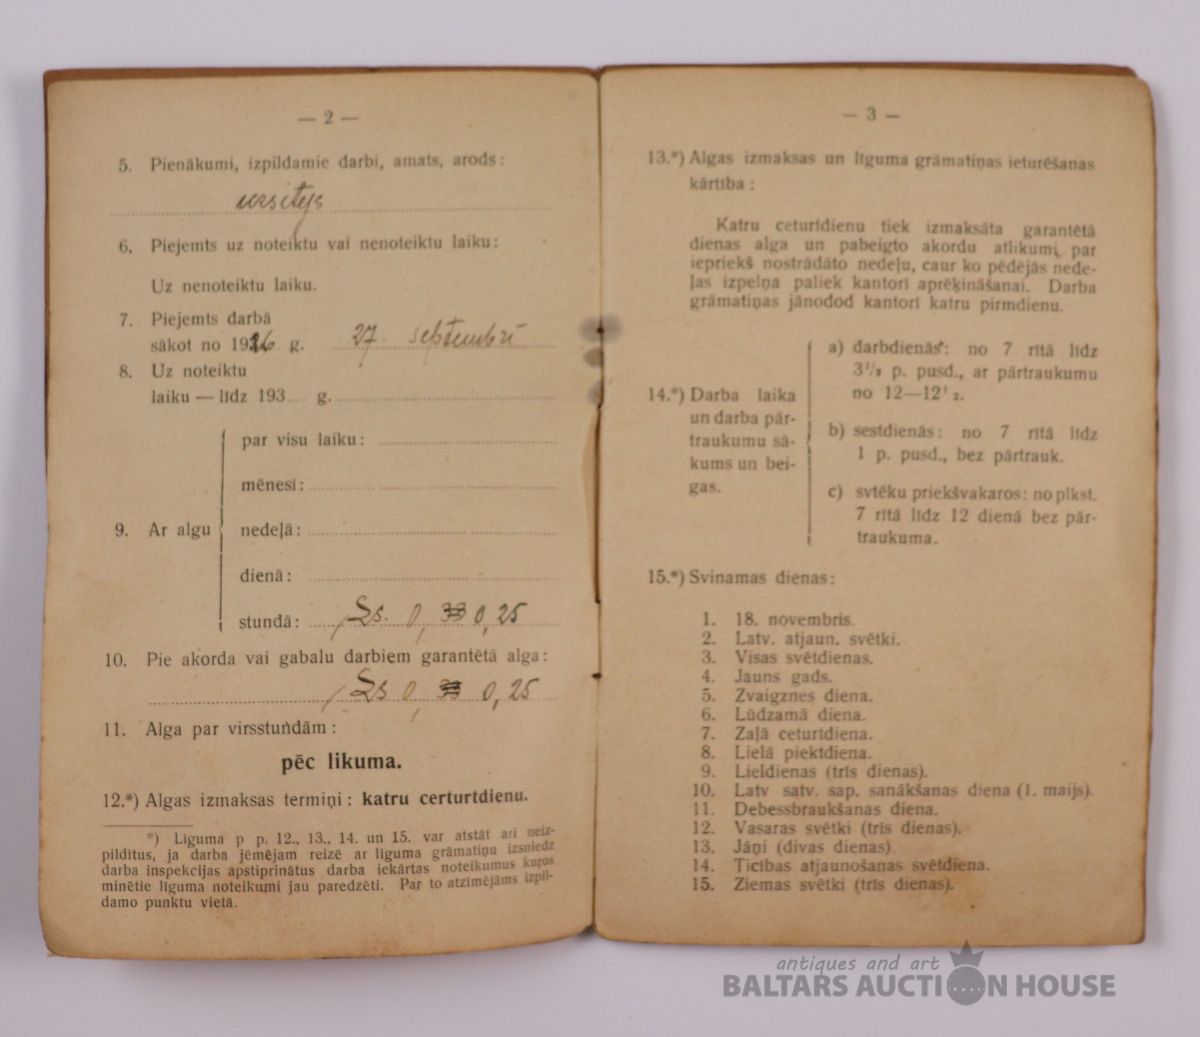 — 2 —
5. Pienākumi, izpildamie darbi, amats, arods:
6. Piejemts uz noteiktu vai nenoteiktu laiku:
Uz nenoteiktu laiku.
7. Piejemts darbā
sākot no 1926 g. 27. septembrī
8. Uz noteiktu
laiku — līdz 193 g.
par visu laiku:
mēnesī:
9. Ar algu
nedeļā:
dienā:
stundā: Ls. 0, 33 0,25
10. Pie akorda vai gabalu darbiem garantētā alga:
Ls 0, 33 0,25
11. Alga par virsstundām:
pēc likuma.
12.*) Algas izmaksas termiņi: katru certurtdienu.
*) Līguma p p. 12., 13., 14. un 15. var atstāt arī neiz-
pildītus, ja darba jēmējam reizē ar līguma grāmatiņu izsniedz
darba inspekcijas apstiprinātus darba iekārtas noteikumus kuŗos
minētie līguma noteikumi jau paredzēti. Par to atzīmējāms izpil-
damo punktu vietā.
— 3 —
13.*) Algas izmaksas un līguma grāmatiņas ieturēšanas
kārtība:
Katru ceturtdienu tiek izmaksāta garantētā
dienas alga un pabeigto akordu atlikumi par
iepriekš nostrādāto nedeļu, caur ko pēdējās nede-
ļas izpeļņa paliek kantorī aprēķināšanai. Darba
grāmatiņas jānodod kantorī katru pirmdienu.
a) darbdienās: no 7 rītā līdz
3½ p. pusd., ar pārtraukumu
no 12—12½.
14.*) Darba laika
un darba pār-
traukumu sā-
kums un bei-
gas.
b) sestdienās: no 7 rītā līdz
1 p. pusd., bez pārtrauk.
c) svtēku priekšvakaros: no plkst.
7 rītā līdz 12 dienā bez pār-
traukuma.
15.*) Svinamas dienas:
1. 18. novembris.
2. Latv. atjaun. svētki.
3. Visas svētdienas.
4. Jauns gads.
5. Zvaigznes diena.
6. Lūdzamā diena.
7. Zaļā ceturtdiena.
8. Lielā piektdiena.
9. Lieldienas (trīs dienas).
10. Latv satv. sap. sanākšanas diena (1. maijs).
11. Debessbraukšanas diena.
12. Vasaras svētki (trīs dienas).
13. Jāņi (divas dienas)
14. Ticības atjaunošanas svētdiena.
15. Ziemas svētki (trīs dienas).
antiques and art
BALTARS AUCTION HOUSE